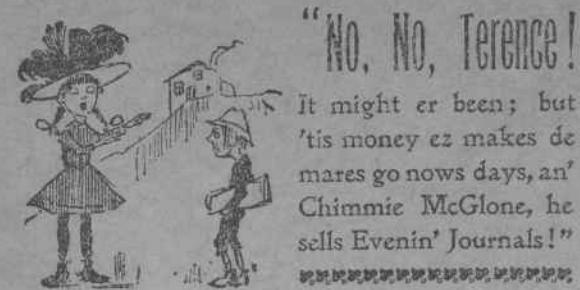 "No, No, Terence!
It might er been; but
'tis money ez makes de
mares go nows days, an'
Chimmie McGlone, he
sells Evenin' Journals!"